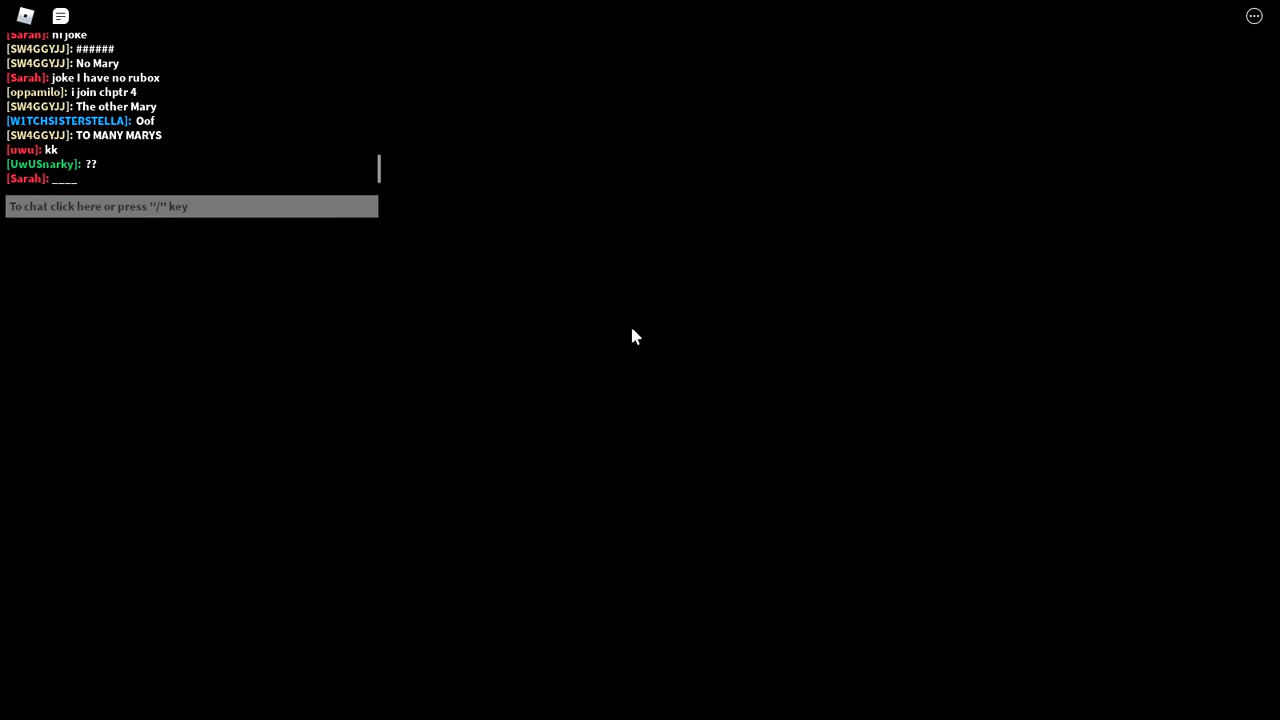 [Sarah]: hi joke
[SW4GGYJJ]: ######
[SW4GGYJJ]: No Mary
[Sarah]: joke I have no rubox
[oppamilo]: i join chptr 4
[SW4GGYJJ]: The other Mary
[W1TCHSISTERSTELLA]: Oof
[SW4GGYJJ]: TO MANY MARYS
[uwu]: kk
[UwUSnarky]: ??
[Sarah]: ____
To chat click here or press "/" key